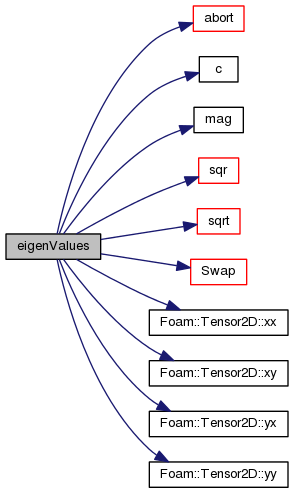 abort
c
mag
sqr
eigenValues
sqrt
Swap
Foam::Tensor2D::xx
Foam::Tensor2D::xy
Foam::Tensor2D::yx
Foam::Tensor2D::yy